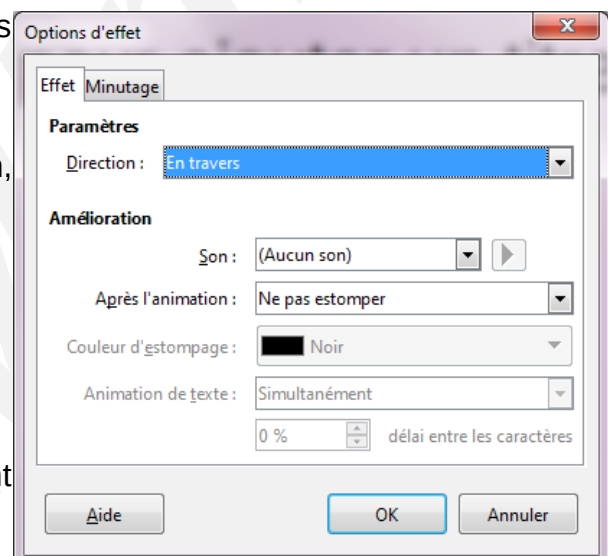 Options d'effet
Effet Minutage
Paramètres
Direction : En travers
Amélioration
Son : (Aucun son)
Après l'animation : Ne pas estomper
Couleur d'estompage : Noir
Animation de texte : Simultanément
0 % délai entre les caractères
Aide OK Annuler